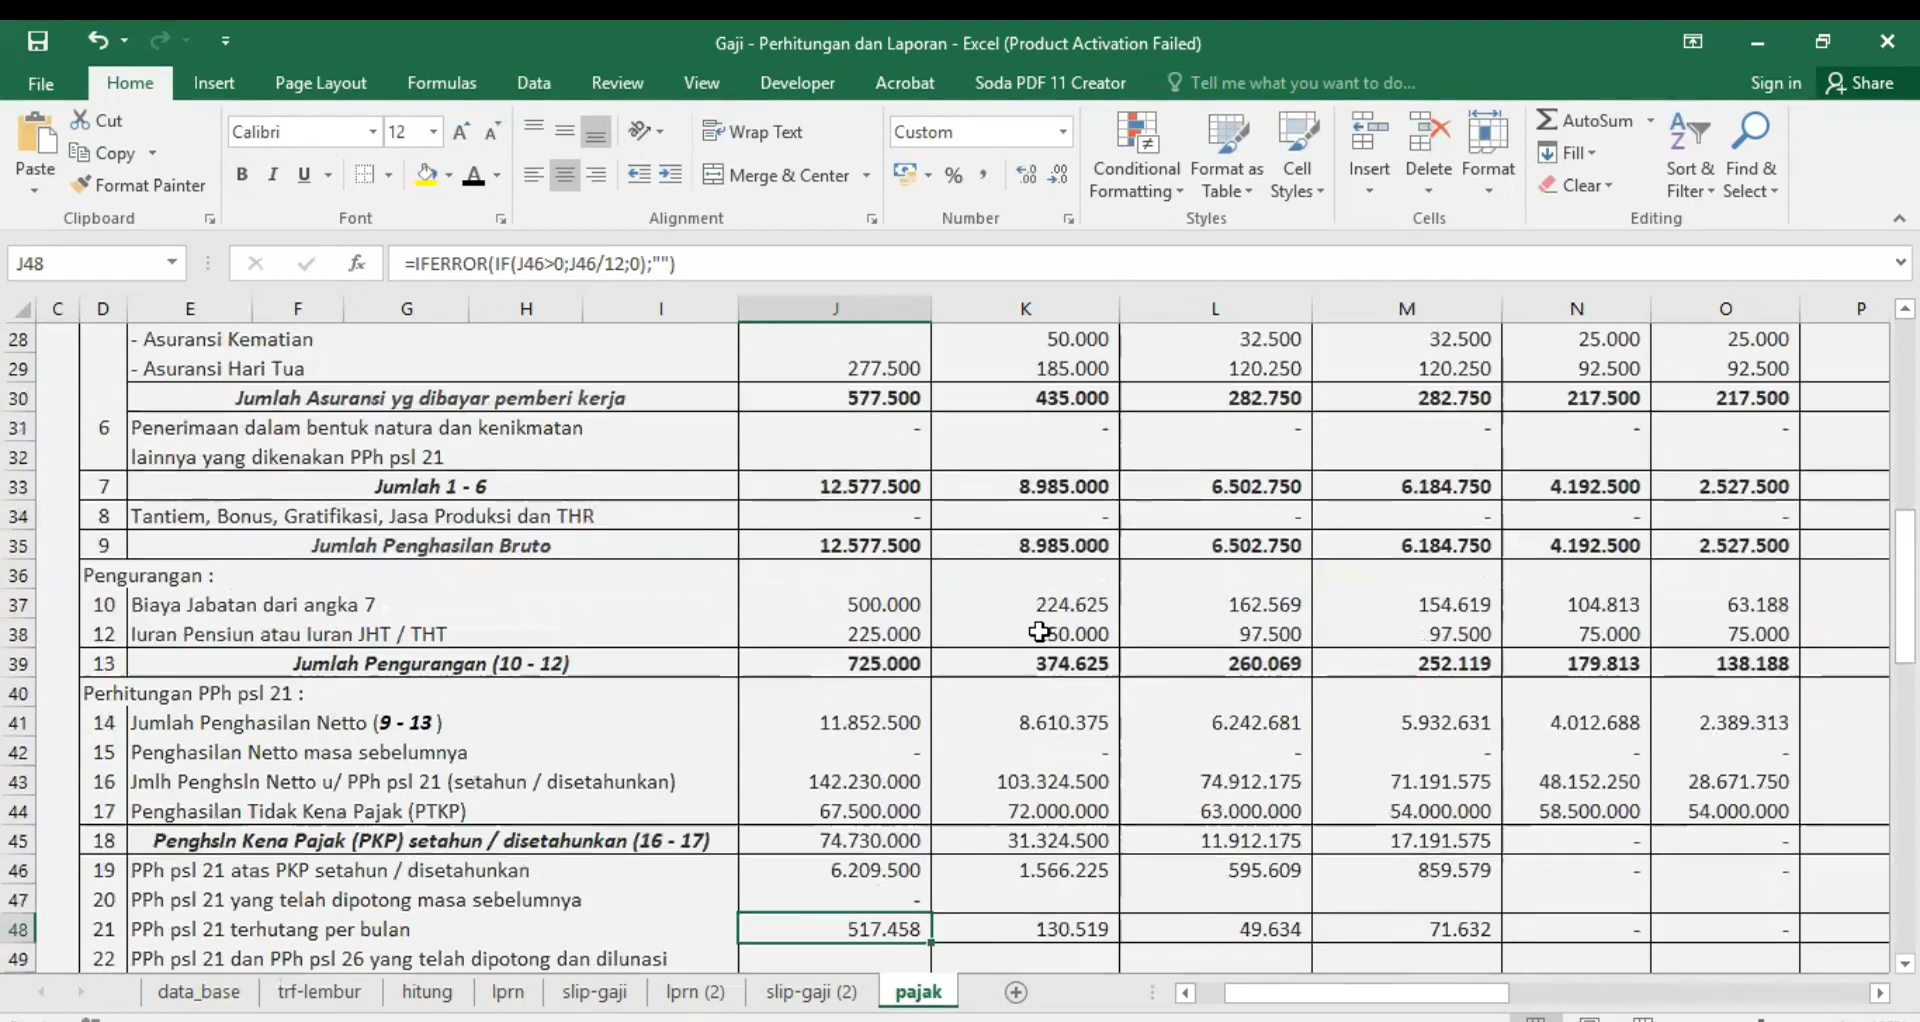 Gaji - Perhitungan dan Laporan - Excel (Product Activation Failed)
File Home Insert Page Layout Formulas Data Review View Developer Acrobat Soda PDF 11 Creator Tell me what you want to do... Sign in Share
Paste
Cut
Copy
Format Painter
Clipboard
Calibri 12
B I U
Font
Wrap Text
Merge & Center
Alignment
Custom
%
Number
Conditional Formatting
Format as Table
Cell Styles
Styles
Insert Delete Format
Cells
AutoSum
Fill
Clear
Sort & Filter
Find & Select
Editing
J48 fx =IFERROR(IF(J46>0;J46/12;0);"")
C D E F G H I J K L M N O P
28 - Asuransi Kematian 50.000 32.500 32.500 25.000 25.000
29 - Asuransi Hari Tua 277.500 185.000 120.250 120.250 92.500 92.500
30 Jumlah Asuransi yg dibayar pemberi kerja 577.500 435.000 282.750 282.750 217.500 217.500
31 6 Penerimaan dalam bentuk natura dan kenikmatan - - - - - -
32 lainnya yang dikenakan PPh psl 21
33 7 Jumlah 1 - 6 12.577.500 8.985.000 6.502.750 6.184.750 4.192.500 2.527.500
34 8 Tantiem, Bonus, Gratifikasi, Jasa Produksi dan THR - - - - - -
35 9 Jumlah Penghasilan Bruto 12.577.500 8.985.000 6.502.750 6.184.750 4.192.500 2.527.500
36 Pengurangan :
37 10 Biaya Jabatan dari angka 7 500.000 224.625 162.569 154.619 104.813 63.188
38 12 Iuran Pensiun atau Iuran JHT / THT 225.000 50.000 97.500 97.500 75.000 75.000
39 13 Jumlah Pengurangan (10 - 12) 725.000 374.625 260.069 252.119 179.813 138.188
40 Perhitungan PPh psl 21 :
41 14 Jumlah Penghasilan Netto (9 - 13 ) 11.852.500 8.610.375 6.242.681 5.932.631 4.012.688 2.389.313
42 15 Penghasilan Netto masa sebelumnya - - - - - -
43 16 Jmlh Penghsln Netto u/ PPh psl 21 (setahun / disetahunkan) 142.230.000 103.324.500 74.912.175 71.191.575 48.152.250 28.671.750
44 17 Penghasilan Tidak Kena Pajak (PTKP) 67.500.000 72.000.000 63.000.000 54.000.000 58.500.000 54.000.000
45 18 Penghsln Kena Pajak (PKP) setahun / disetahunkan (16 - 17) 74.730.000 31.324.500 11.912.175 17.191.575 - -
46 19 PPh psl 21 atas PKP setahun / disetahunkan 6.209.500 1.566.225 595.609 859.579 - -
47 20 PPh psl 21 yang telah dipotong masa sebelumnya -
48 21 PPh psl 21 terhutang per bulan 517.458 130.519 49.634 71.632 - -
49 22 PPh psl 21 dan PPh psl 26 yang telah dipotong dan dilunasi
data_base trf-lembur hitung lprn slip-gaji lprn (2) slip-gaji (2) pajak